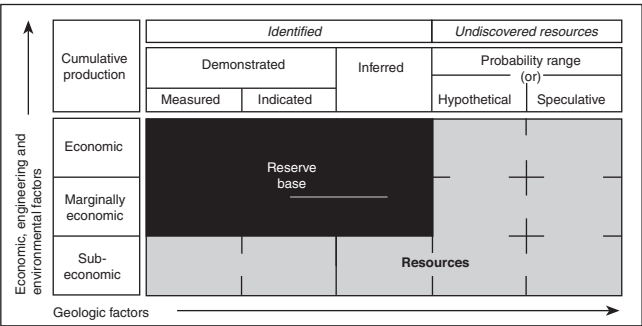 Identified
Undiscovered resources
Cumulative
production
Demonstrated
Inferred
Probability range
(or)
Measured
Indicated
Hypothetical
Speculative
Economic, engineering and
environmental factors
Economic
Reserve
base
Marginally
economic
Sub-
economic
Resources
Geologic factors